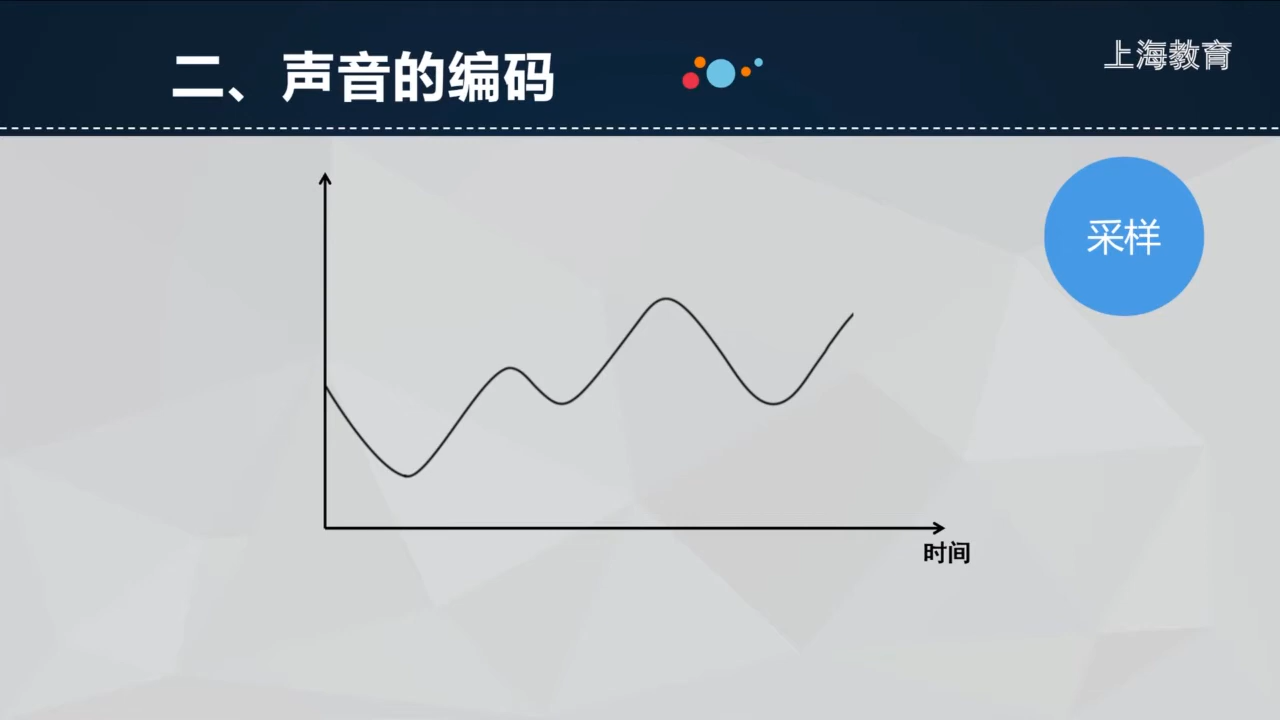 二、声音的编码
上海教育
采样
时间